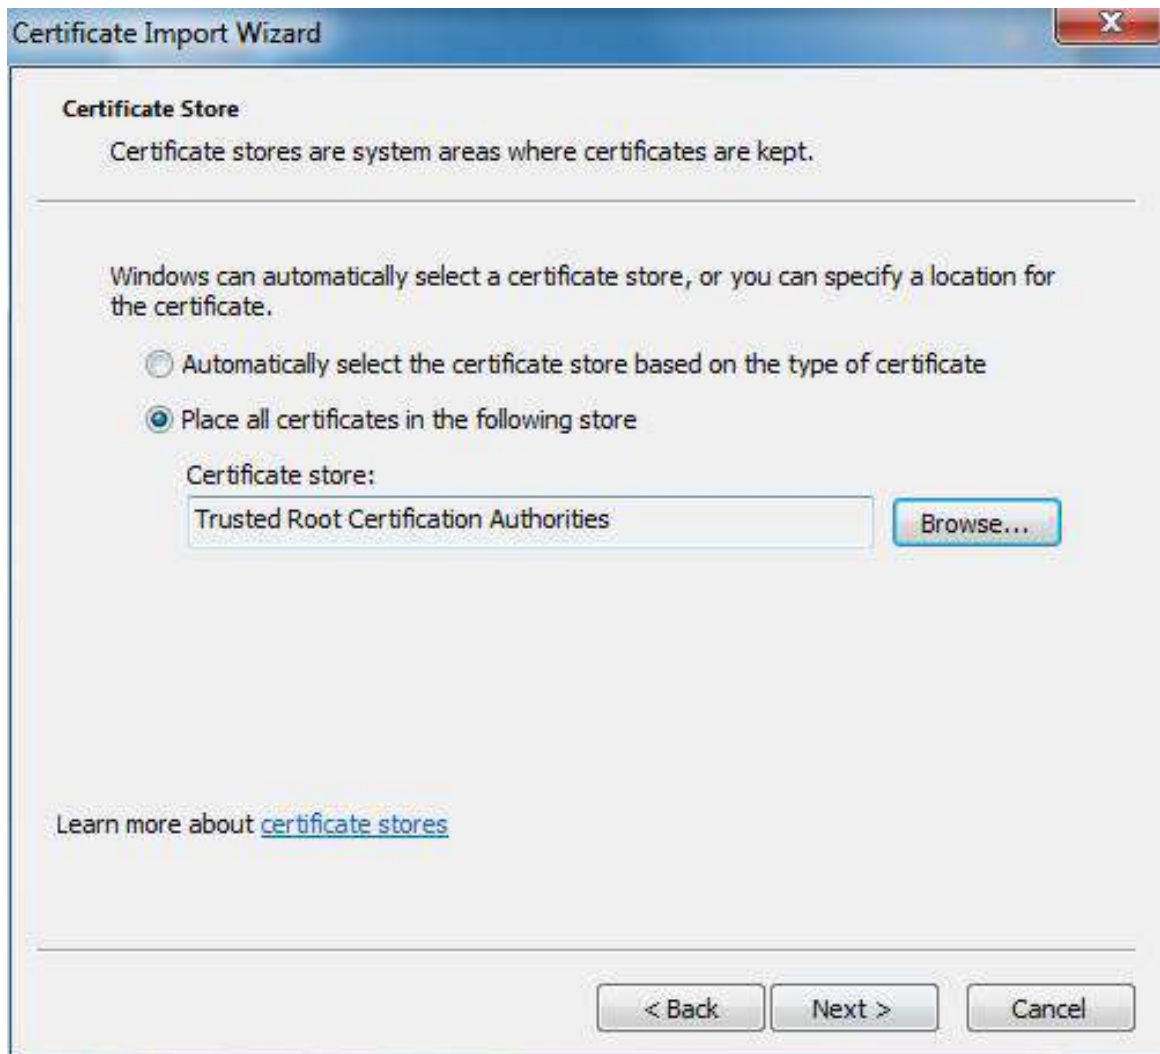 Certificate Import Wizard
Certificate Store
Certificate stores are system areas where certificates are kept.
Windows can automatically select a certificate store, or you can specify a location for
the certificate.
Automatically select the certificate store based on the type of certificate
Place all certificates in the following store
Certificate store:
Trusted Root Certification Authorities
Browse...
Learn more about certificate stores
< Back
Next >
Cancel